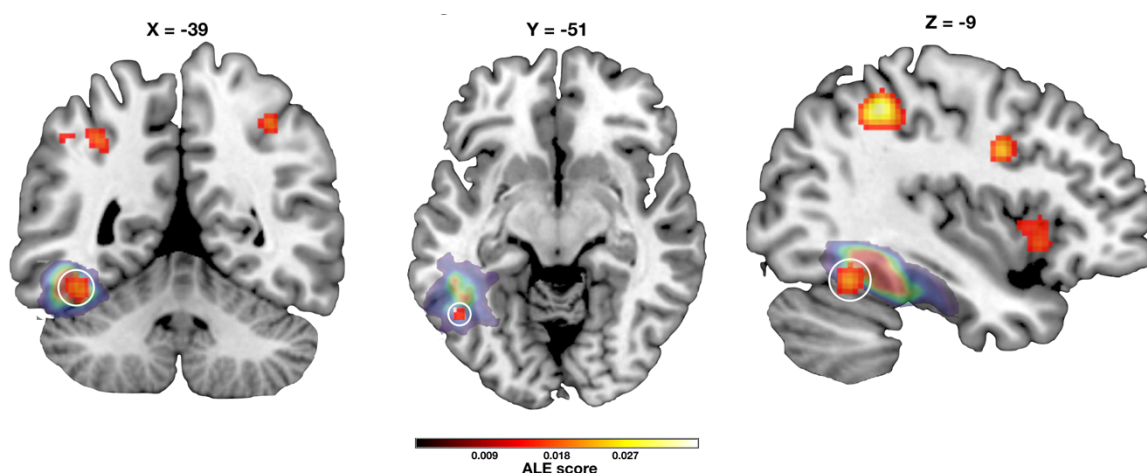 X = -39
Y = -51
Z = -9
0.009 0.018 0.027
ALE score